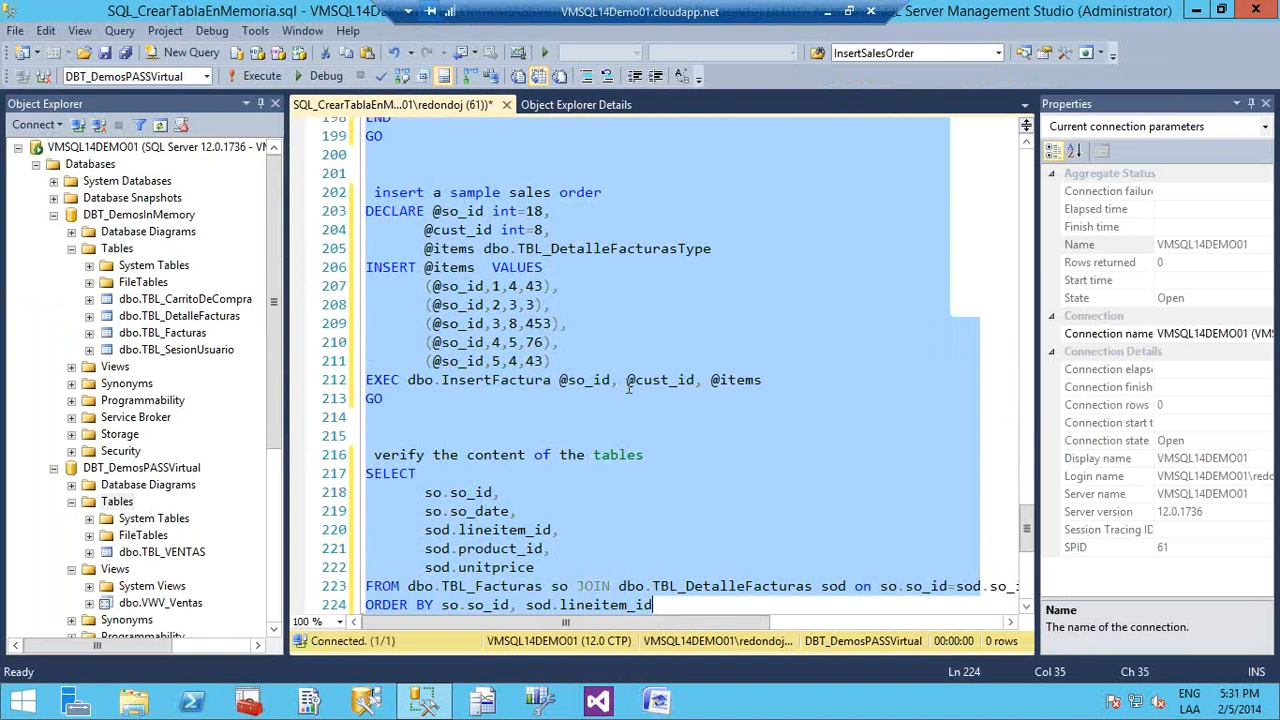 SQL_CrearTablaEnMemoria.sql - VMSQL14De
VMSQL14Demo01.cloudapp.net
SQL Server Management Studio (Administrator)
File Edit View Query Project Debug Tools Window Help
New Query
InsertSalesOrder
DBT_DemosPASSVirtual
Execute
Debug
Object Explorer
SQL_CrearTablaEnM...01\redondoj (61))*
Object Explorer Details
Properties
Connect
Current connection parameters
VMSQL14DEMO01 (SQL Server 12.0.1736 - VM
Databases
System Databases
Database Snapshots
DBT_DemosInMemory
Database Diagrams
Tables
System Tables
FileTables
dbo.TBL_CarritoDeCompra
dbo.TBL_DetalleFacturas
dbo.TBL_Facturas
dbo.TBL_SesionUsuario
Views
Synonyms
Programmability
Service Broker
Storage
Security
DBT_DemosPASSVirtual
Database Diagrams
Tables
System Tables
FileTables
dbo.TBL_VENTAS
Views
System Views
dbo.VWV_Ventas
Synonyms
198 END
199 GO
200
201
202 insert a sample sales order
203 DECLARE @so_id int=18,
204 @cust_id int=8,
205 @items dbo.TBL_DetalleFacturasType
206 INSERT @items VALUES
207 (@so_id,1,4,43),
208 (@so_id,2,3,3),
209 (@so_id,3,8,453),
210 (@so_id,4,5,76),
211 (@so_id,5,4,43)
212 EXEC dbo.InsertFactura @so_id, @cust_id, @items
213 GO
214
215
216 verify the content of the tables
217 SELECT
218 so.so_id,
219 so.so_date,
220 sod.lineitem_id,
221 sod.product_id,
222 sod.unitprice
223 FROM dbo.TBL_Facturas so JOIN dbo.TBL_DetalleFacturas sod on so.so_id=sod.so_i
224 ORDER BY so.so_id, sod.lineitem_id
100 %
Connected. (1/1)
VMSQL14DEMO01 (12.0 CTP)
VMSQL14DEMO01\redondoj...
DBT_DemosPASSVirtual
00:00:00
0 rows
Aggregate Status
Connection failure
Elapsed time
Finish time
Name VMSQL14DEMO01
Rows returned 0
Start time
State Open
Connection
Connection name VMSQL14DEMO01 (V
Connection Details
Connection elaps
Connection finish
Connection rows 0
Connection start t
Connection state Open
Display name VMSQL14DEMO01
Login name VMSQL14DEMO01\redo
Server name VMSQL14DEMO01
Server version 12.0.1736
Session Tracing ID
SPID 61
Name
The name of the connection.
Ready
Ln 224
Col 35
Ch 35
INS
ENG
LAA
5:31 PM
2/5/2014